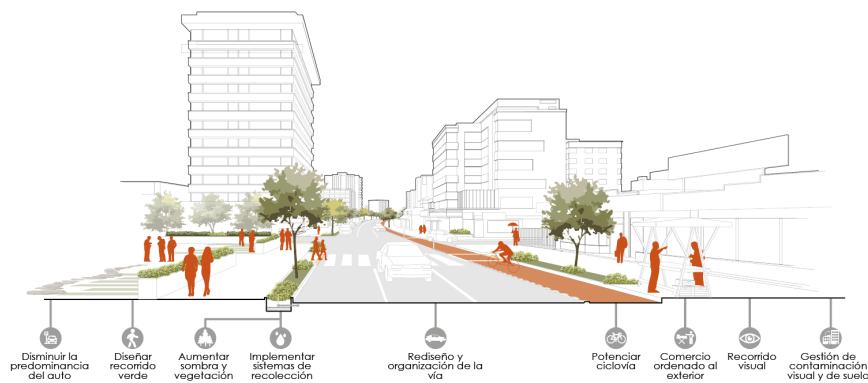 Disminuir la
predominancia
del auto
Diseñar
recorrido
verde
Aumentar
sombra y
vegetación
Implementar
sistemas de
recolección
Rediseño y
organización de la
vía
Potenciar
ciclovía
Comercio
ordenado al
exterior
Recorrido
visual
Gestión de
contaminación
visual y de suelo